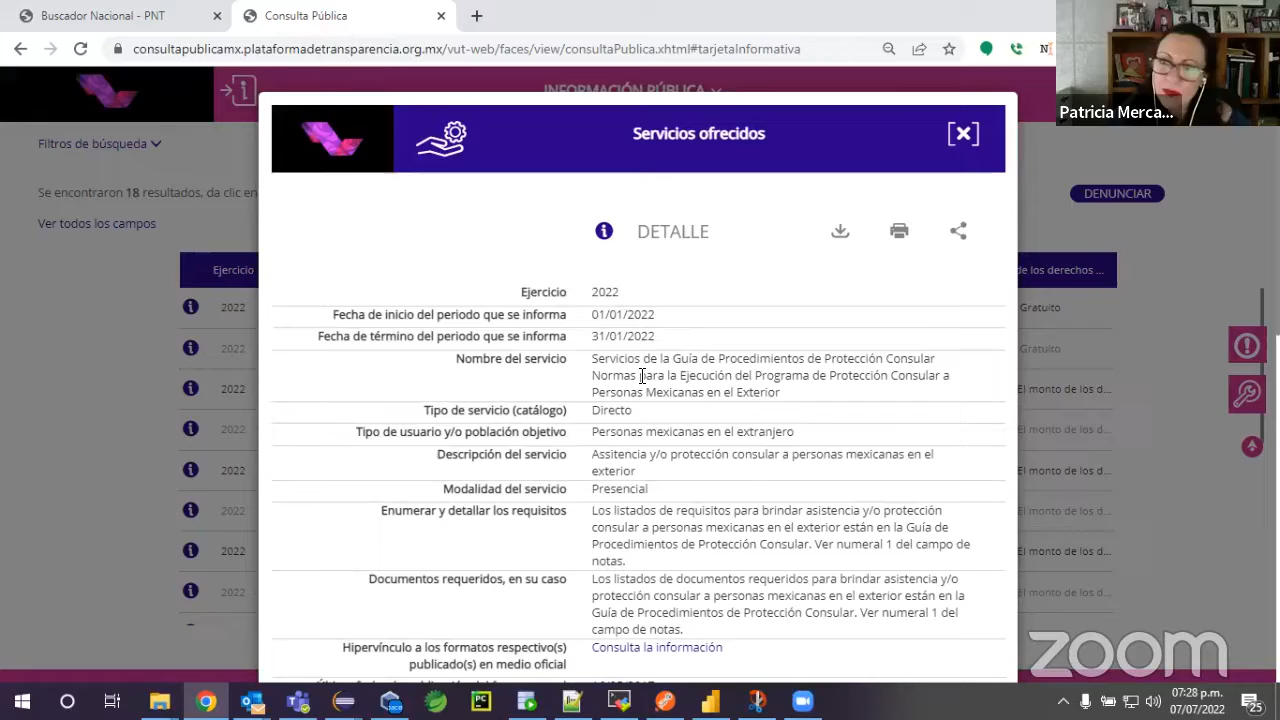 Buscador Nacional - PNT
Consulta Pública
consultapublicamx.plataformadetransparencia.org.mx/vut-web/faces/view/consultaPublica.xhtml#tarjetaInformativa
Patricia Merca...
INFORMACIÓN PÚBLICA
Servicios ofrecidos
Filtros de búsqueda
Se encontraron 18 resultados, da clic en
DENUNCIAR
Ver todos los campos
DETALLE
Ejercicio
de los derechos ...
Ejercicio 2022
2022 Gratuito
Fecha de inicio del periodo que se informa 01/01/2022
Fecha de término del periodo que se informa 31/01/2022
2022 Gratuito
Nombre del servicio Servicios de la Guía de Procedimientos de Protección Consular
Normas para la Ejecución del Programa de Protección Consular a
Personas Mexicanas en el Exterior
2022 El monto de los d...
Tipo de servicio (catálogo) Directo
2022 El monto de los d...
Tipo de usuario y/o población objetivo Personas mexicanas en el extranjero
Descripción del servicio Assitencia y/o protección consular a personas mexicanas en el
exterior
2022 El monto de los d...
Modalidad del servicio Presencial
2022 El monto de los d...
Enumerar y detallar los requisitos Los listados de requisitos para brindar asistencia y/o protección
consular a personas mexicanas en el exterior están en la Guía de
Procedimientos de Protección Consular. Ver numeral 1 del campo de
notas.
2022 El monto de los d...
Documentos requeridos, en su caso Los listados de documentos requeridos para brindar asistencia y/o
protección consular a personas mexicanas en el exterior están en la
Guía de Procedimientos de Protección Consular. Ver numeral 1 del
campo de notas.
2022 El monto de los d...
Hipervínculo a los formatos respectivo(s)
publicado(s) en medio oficial
Consulta la información
zoom
07:28 p.m.
07/07/2022
25